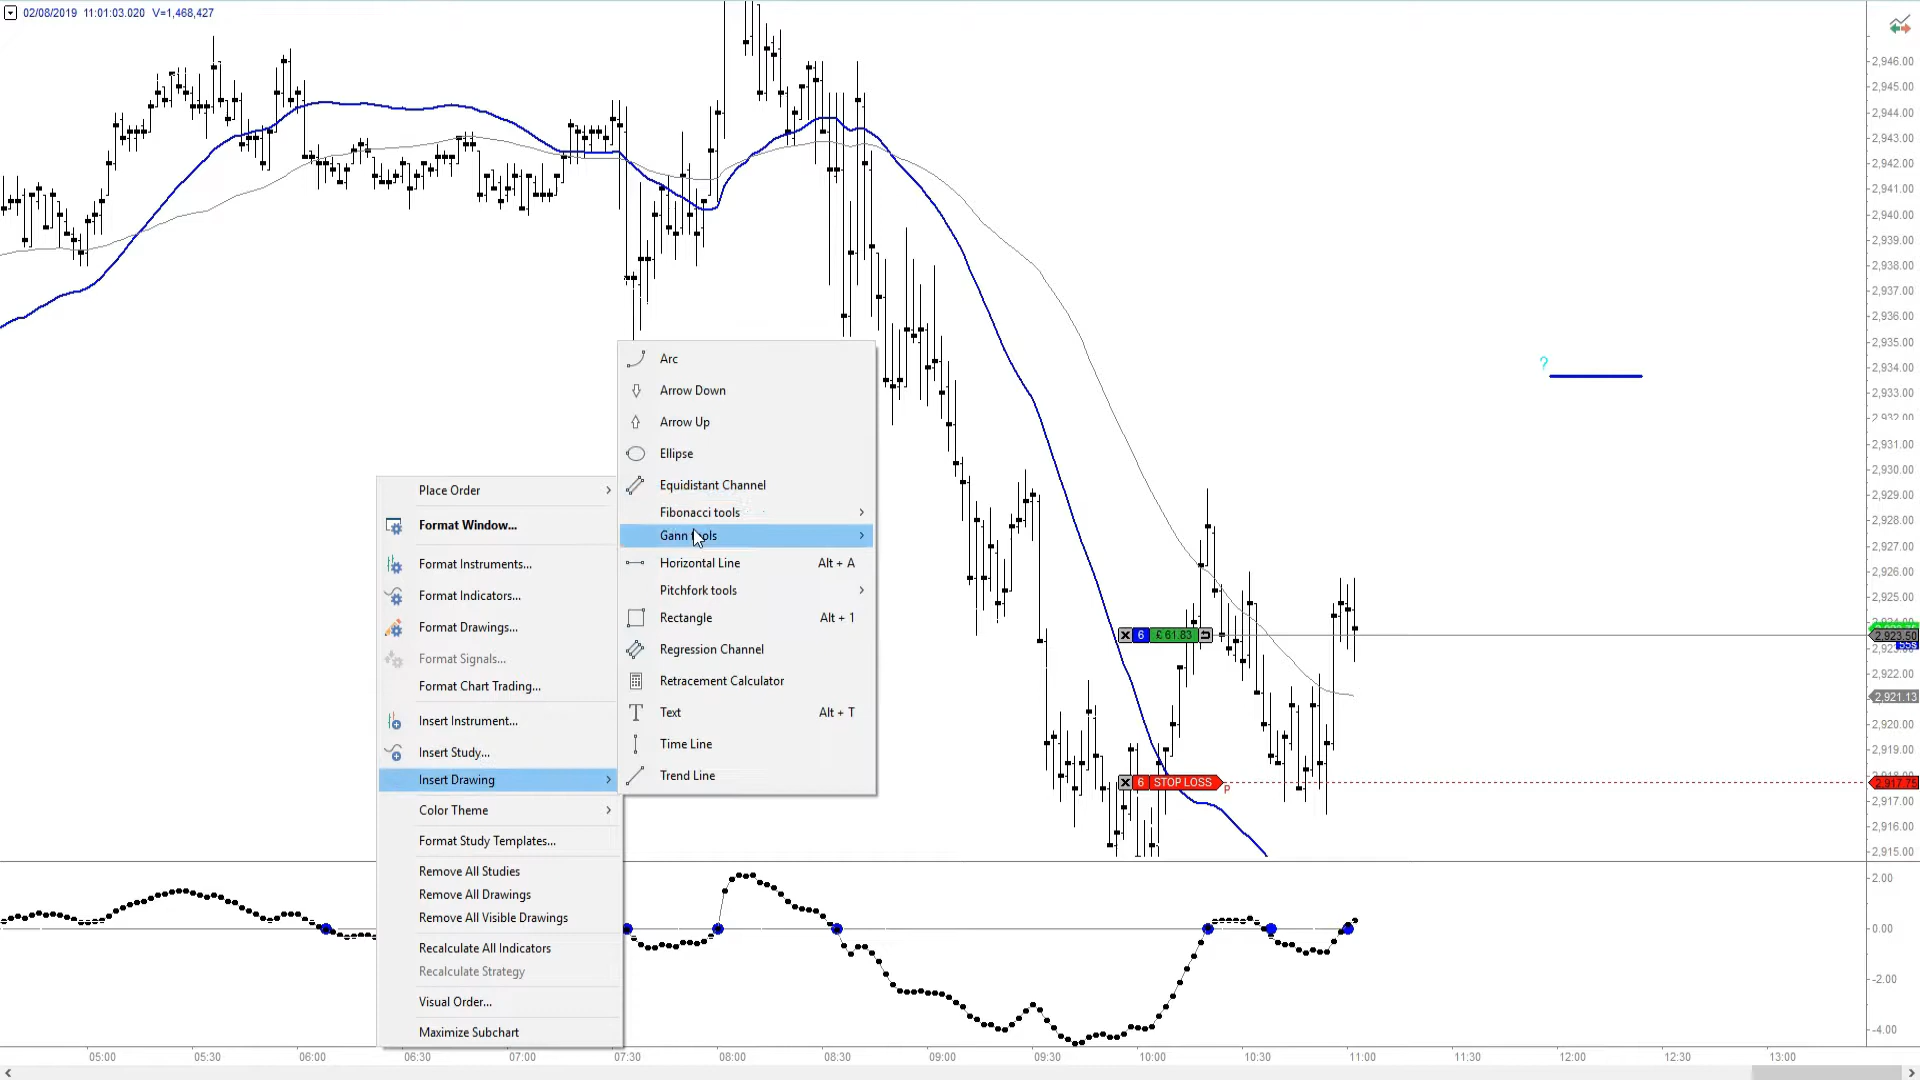 02/08/2019 11:01:03.020 V=1,468,427
2,946.00
2,945.00
2,944.00
2,943.00
2,942.00
2,941.00
2,940.00
2,939.00
2,938.00
2,937.00
2,936.00
2,935.00
2,934.00
2,933.00
2,932.00
2,931.00
2,930.00
2,929.00
2,928.00
2,927.00
2,926.00
2,925.00
2,923.50
55s
2,922.00
2,921.13
2,920.00
2,919.00
2,917.75
2,917.00
2,916.00
2,915.00
?
Arc
Arrow Down
Arrow Up
Ellipse
Equidistant Channel
Fibonacci tools
Gann tools
Horizontal Line Alt + A
Pitchfork tools
Rectangle Alt + 1
Regression Channel
Retracement Calculator
Text Alt + T
Time Line
Trend Line
Place Order
Format Window...
Format Instruments...
Format Indicators...
Format Drawings...
Format Signals...
Format Chart Trading...
Insert Instrument...
Insert Study...
Insert Drawing
Color Theme
Format Study Templates...
Remove All Studies
Remove All Drawings
Remove All Visible Drawings
Recalculate All Indicators
Recalculate Strategy
Visual Order...
Maximize Subchart
6 £ 61.83
6 STOP LOSS
P
2.00
0.00
-2.00
-4.00
05:00 05:30 06:00 06:30 07:00 07:30 08:00 08:30 09:00 09:30 10:00 10:30 11:00 11:30 12:00 12:30 13:00